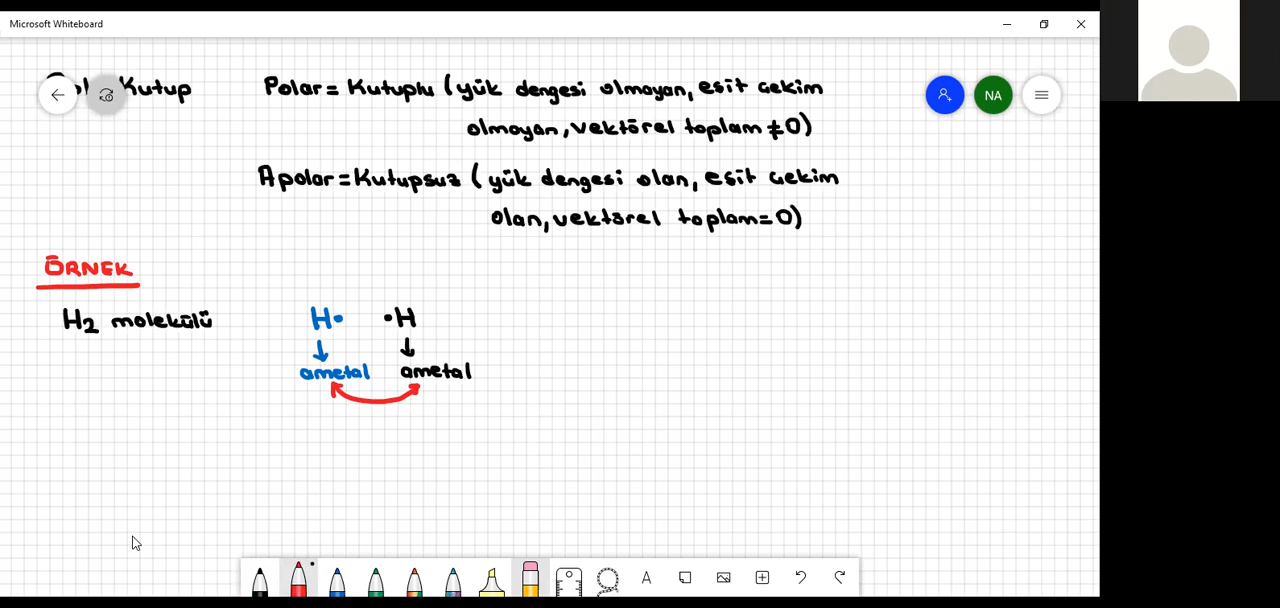 Microsoft Whiteboard
Kutup
Polar = Kutuplu (yük dengesi olmayan, eşit çekim
olmayan, vektörel toplam ≠ 0)
NA
Apolar = Kutupsuz (yük dengesi olan, eşit çekim
olan, vektörel toplam = 0)
ÖRNEK
H2 molekülü
H• •H
↓ ↓
ametal ametal
A